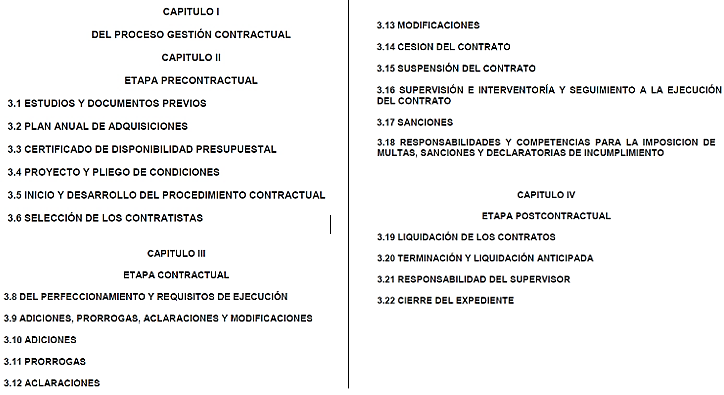 CAPITULO I
DEL PROCESO GESTIÓN CONTRACTUAL
CAPITULO II
ETAPA PRECONTRACTUAL
3.1 ESTUDIOS Y DOCUMENTOS PREVIOS
3.2 PLAN ANUAL DE ADQUISICIONES
3.3 CERTIFICADO DE DISPONIBILIDAD PRESUPUESTAL
3.4 PROYECTO Y PLIEGO DE CONDICIONES
3.5 INICIO Y DESARROLLO DEL PROCEDIMIENTO CONTRACTUAL
3.6 SELECCIÓN DE LOS CONTRATISTAS
CAPITULO III
ETAPA CONTRACTUAL
3.8 DEL PERFECCIONAMIENTO Y REQUISITOS DE EJECUCIÓN
3.9 ADICIONES, PRORROGAS, ACLARACIONES Y MODIFICACIONES
3.10 ADICIONES
3.11 PRORROGAS
3.12 ACLARACIONES
3.13 MODIFICACIONES
3.14 CESION DEL CONTRATO
3.15 SUSPENSIÓN DEL CONTRATO
3.16 SUPERVISIÓN E INTERVENTORÍA Y SEGUIMIENTO A LA EJECUCIÓN
DEL CONTRATO
3.17 SANCIONES
3.18 RESPONSABILIDADES Y COMPETENCIAS PARA LA IMPOSICION DE
MULTAS, SANCIONES Y DECLARATORIAS DE INCUMPLIMIENTO
CAPITULO IV
ETAPA POSTCONTRACTUAL
3.19 LIQUIDACIÓN DE LOS CONTRATOS
3.20 TERMINACIÓN Y LIQUIDACIÓN ANTICIPADA
3.21 RESPONSABILIDAD DEL SUPERVISOR
3.22 CIERRE DEL EXPEDIENTE